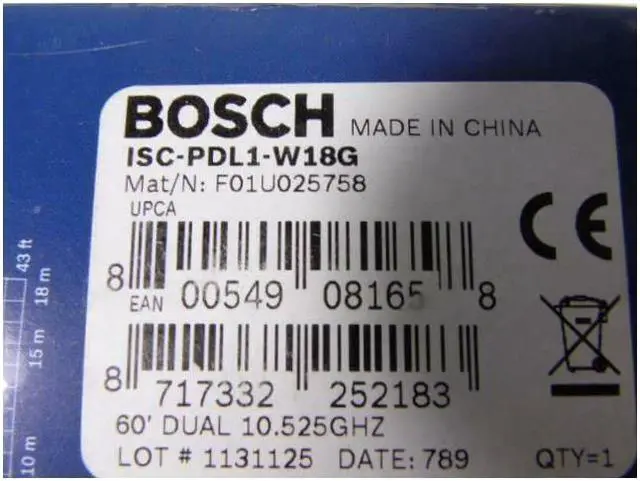 BOSCH MADE IN CHINA
ISC-PDL1-W18G
Mat/N: F01U025758
UPCA
8 00549 08165 8
EAN
8 717332 252183
60' DUAL 10.525GHZ
LOT # 1131125 DATE: 789 QTY=1
CE
43 ft
18 m
15 m
10 m